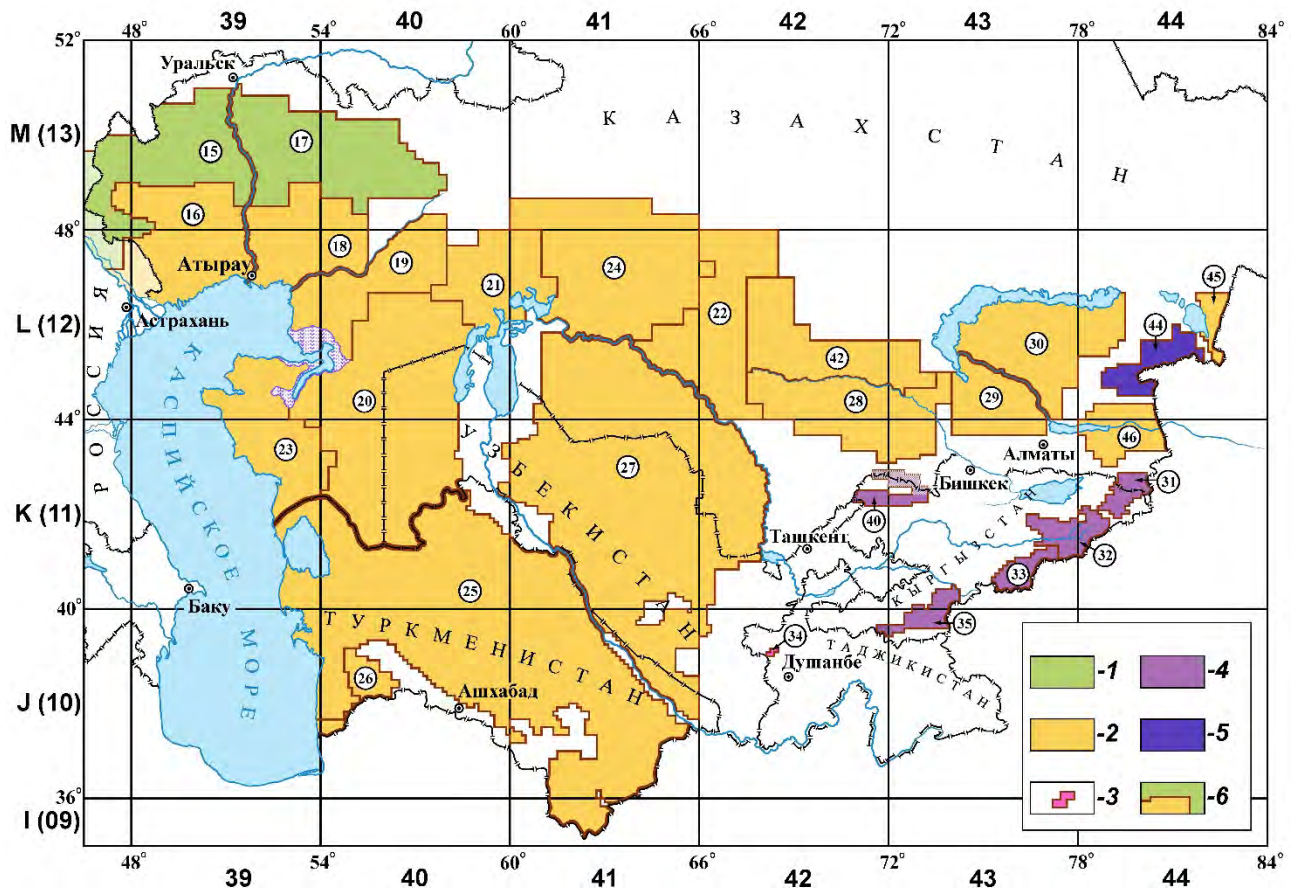 39 40 41 42 43 44
48° 54° 60° 66° 72° 78° 84°
52°
Уральск
М (13)
КАЗАХСТАН
15
17
16
48°
18
19
24
Атырау
21
45
L (12)
Астрахань
22
44
30
РОССИЯ
42
20
28
29
44°
23
46
Алматы
27
КАСПИЙСКОЕ МОРЕ
УЗБЕКИСТАН
Бишкек
31
K (11)
40
КЫРГЫЗСТАН
Ташкент
32
33
25
Баку
40°
ТУРКМЕНИСТАН
35
34
ТАДЖИКИСТАН
Душанбе
26
Ашхабад
J (10)
-1 -4
-2 -5
-3 -6
36°
I (09)
48° 54° 60° 66° 72° 78° 84°
39 40 41 42 43 44